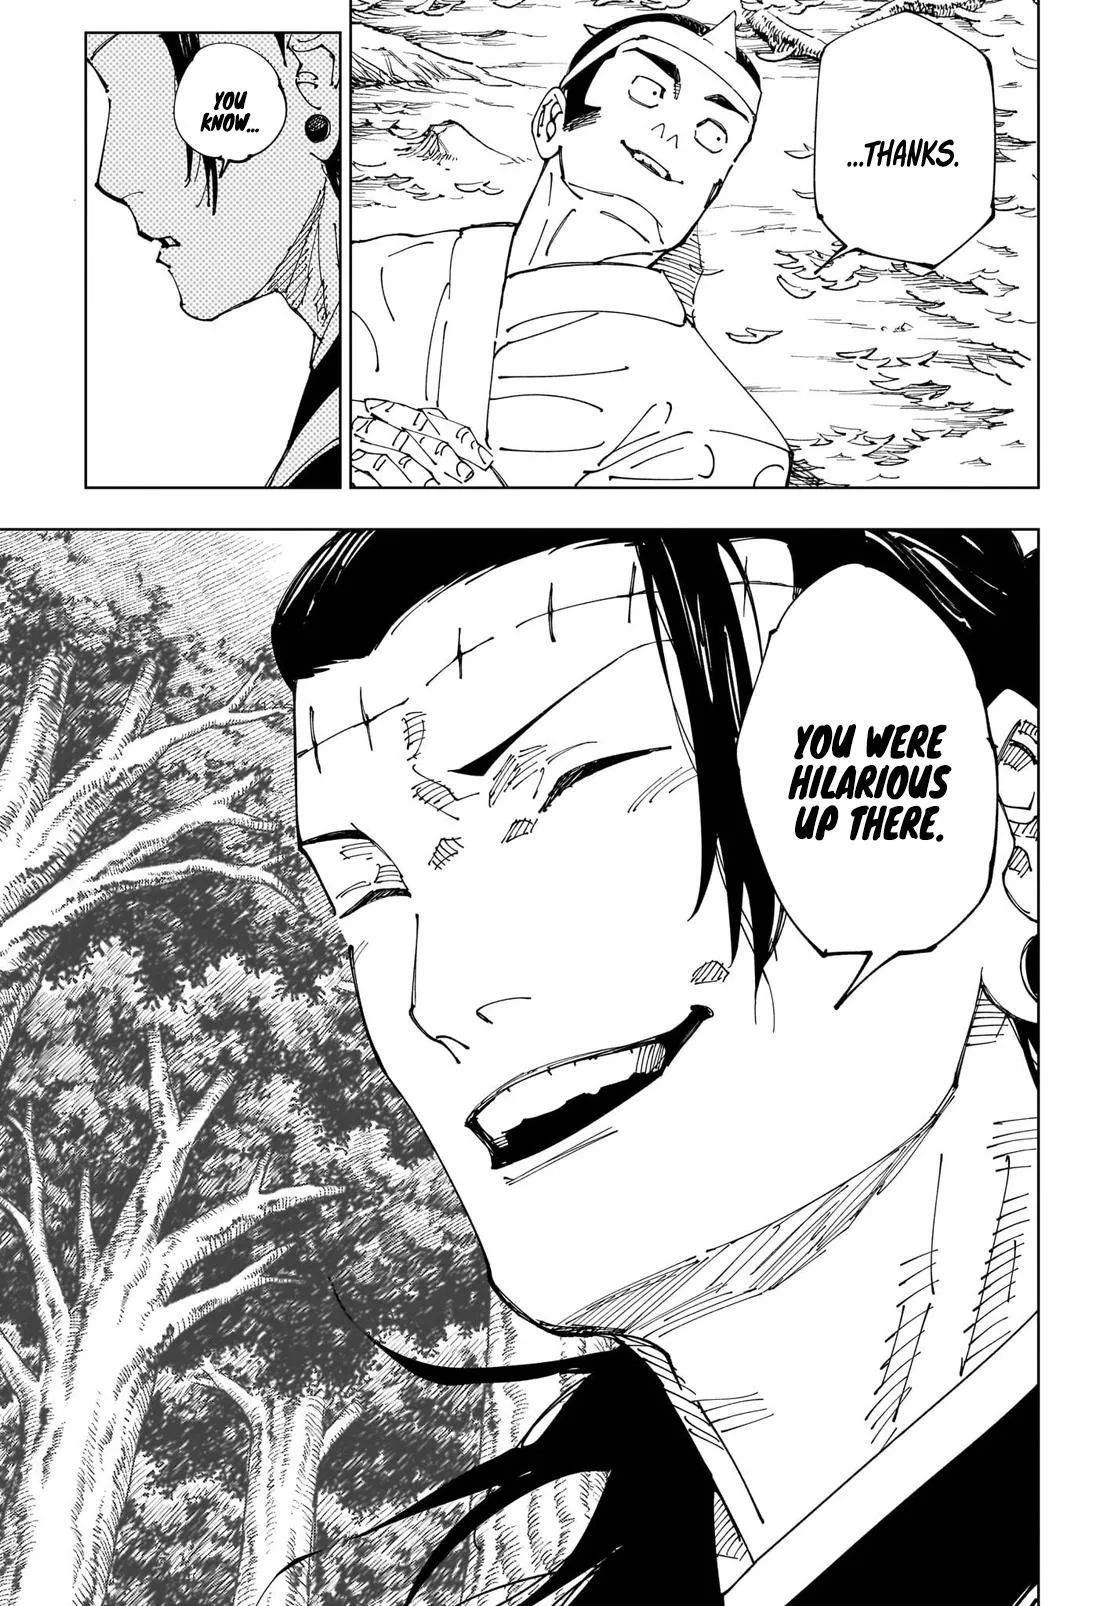 ...THANKS.
YOU
KNOW...
YOU WERE
HILARIOUS
UP THERE.